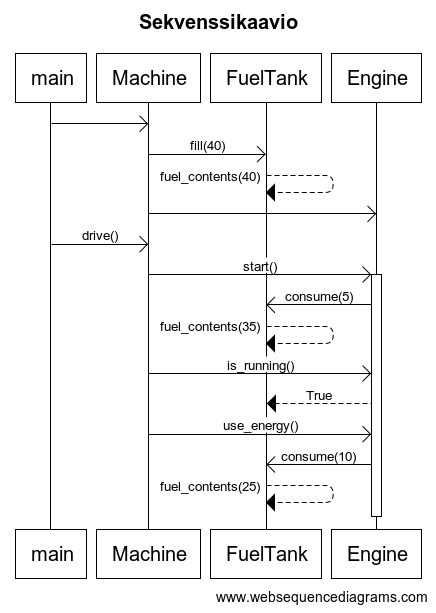 Sekvenssikaavio
main Machine FuelTank Engine
fill(40)
fuel_contents(40)
drive()
start()
consume(5)
fuel_contents(35)
is_running()
True
use_energy()
consume(10)
fuel_contents(25)
main Machine FuelTank Engine
www.websequencediagrams.com